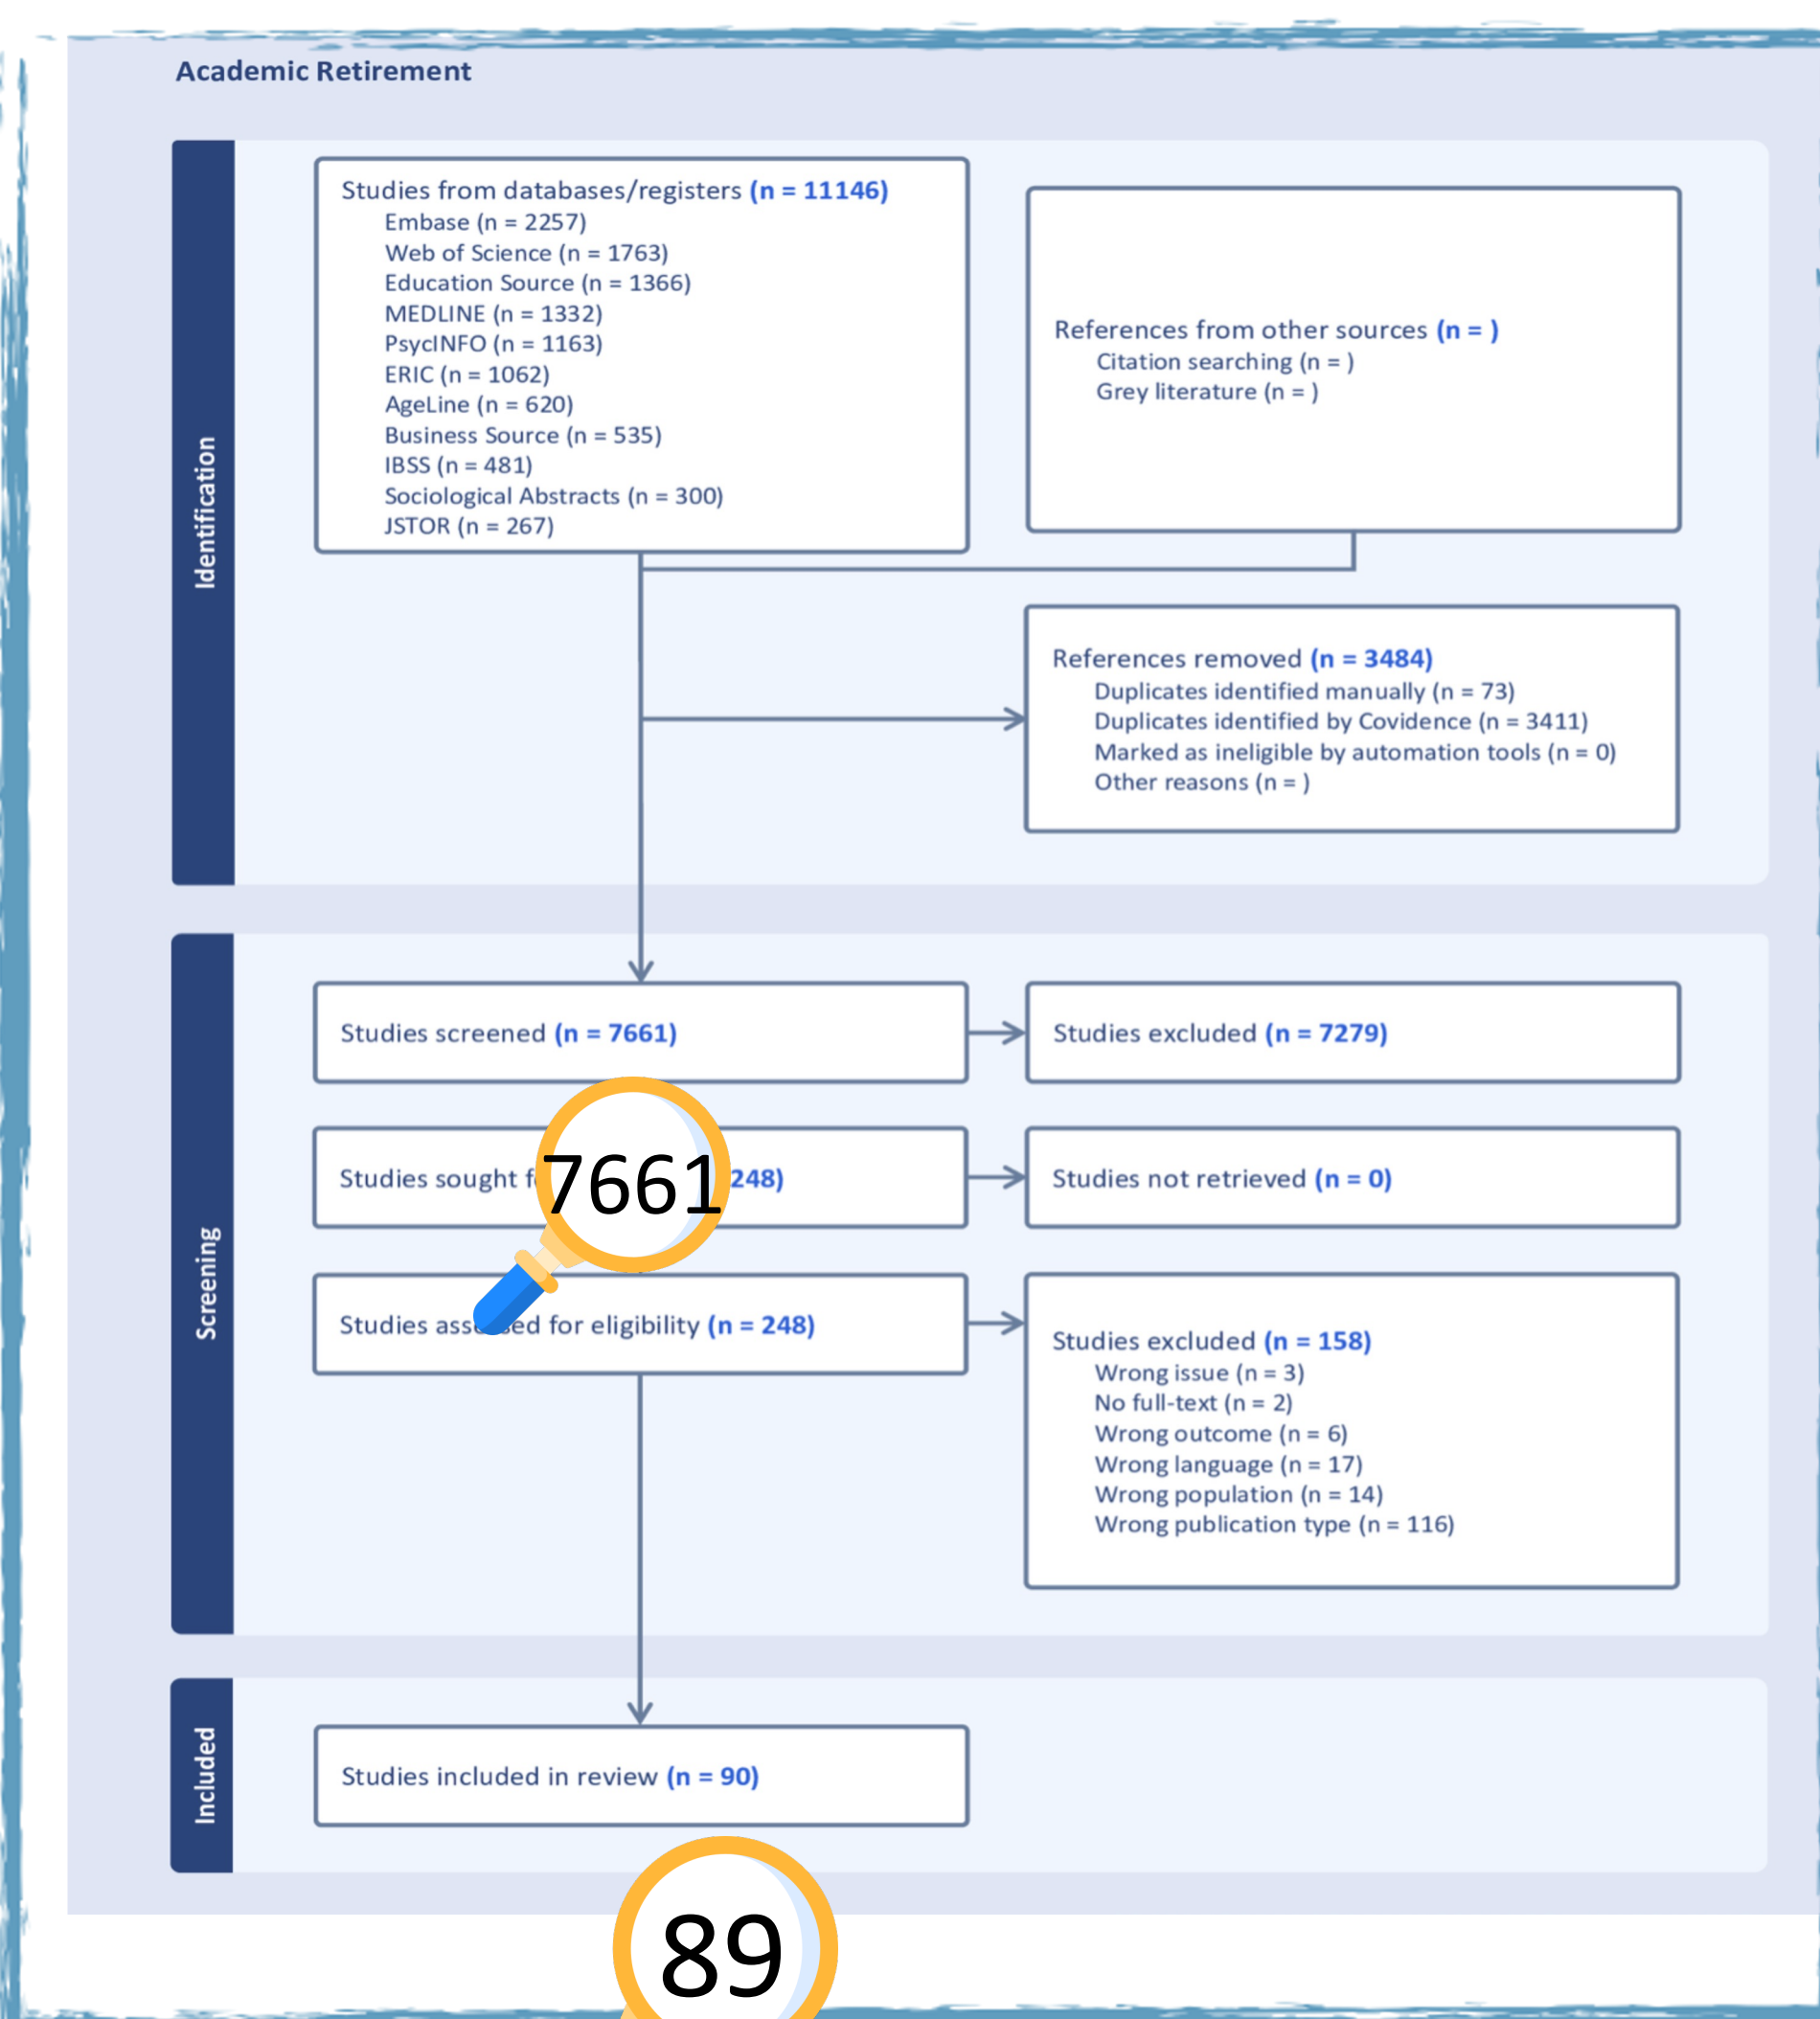 Academic Retirement
Identification
Studies from databases/registers (n = 11146)
Embase (n = 2257)
Web of Science (n = 1763)
Education Source (n = 1366)
MEDLINE (n = 1332)
PsycINFO (n = 1163)
ERIC (n = 1062)
AgeLine (n = 620)
Business Source (n = 535)
IBSS (n = 481)
Sociological Abstracts (n = 300)
JSTOR (n = 267)
References from other sources (n = )
Citation searching (n = )
Grey literature (n = )
References removed (n = 3484)
Duplicates identified manually (n = 73)
Duplicates identified by Covidence (n = 3411)
Marked as ineligible by automation tools (n = 0)
Other reasons (n = )
Screening
Studies screened (n = 7661)
Studies excluded (n = 7279)
Studies sought 248)
7661
Studies not retrieved (n = 0)
Studies assessed for eligibility (n = 248)
Studies excluded (n = 158)
Wrong issue (n = 3)
No full-text (n = 2)
Wrong outcome (n = 6)
Wrong language (n = 17)
Wrong population (n = 14)
Wrong publication type (n = 116)
Included
Studies included in review (n = 90)
89